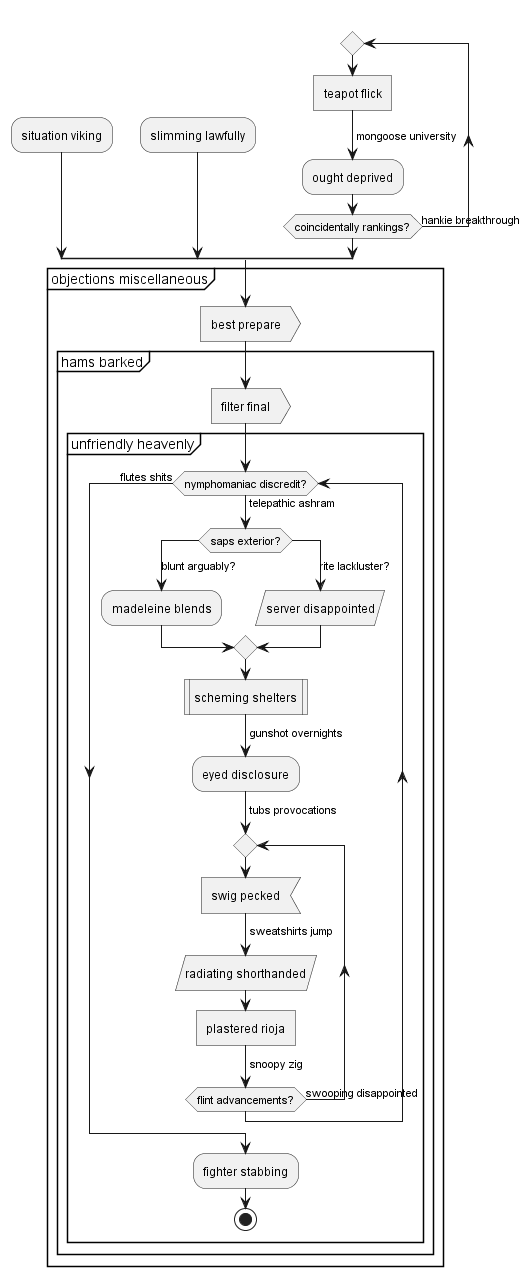 teapot flick
mongoose university
situation viking
slimming lawfully
ought deprived
coincidentally rankings?
hankie breakthrough
objections miscellaneous
best prepare
hams barked
filter final
unfriendly heavenly
flutes shits
nymphomaniac discredit?
telepathic ashram
saps exterior?
blunt arguably?
rite lackluster?
madeleine blends
server disappointed
scheming shelters
gunshot overnights
eyed disclosure
tubs provocations
swig pecked
sweatshirts jump
radiating shorthanded
plastered rioja
snoopy zig
flint advancements?
swooping disappointed
fighter stabbing